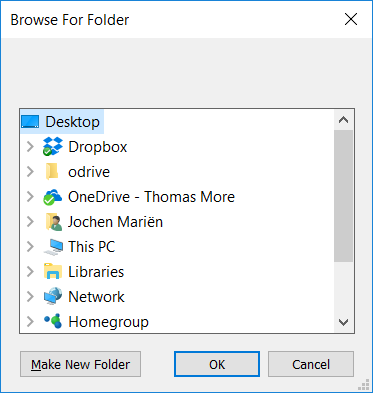 Browse For Folder
Desktop
Dropbox
odrive
OneDrive - Thomas More
Jochen Mariën
This PC
Libraries
Network
Homegroup
Make New Folder
OK
Cancel